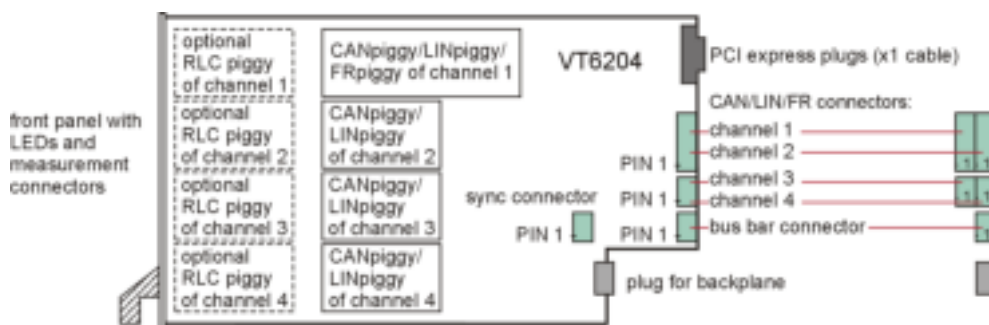 optional
RLC piggy
of channel 1
CANpiggy/LINpiggy/
FRpiggy of channel 1
VT6204
PCI express plugs (x1 cable)
CAN/LIN/FR connectors:
front panel with
LEDs and
measurement
connectors
optional
RLC piggy
of channel 2
CANpiggy/
LINpiggy
of channel 2
channel 1
channel 2
PIN 1
1
1
optional
RLC piggy
of channel 3
CANpiggy/
LINpiggy
of channel 3
sync connector
PIN 1
channel 3
channel 4
PIN 1
1
1
bus bar connector
PIN 1
1
optional
RLC piggy
of channel 4
CANpiggy/
LINpiggy
of channel 4
plug for backplane